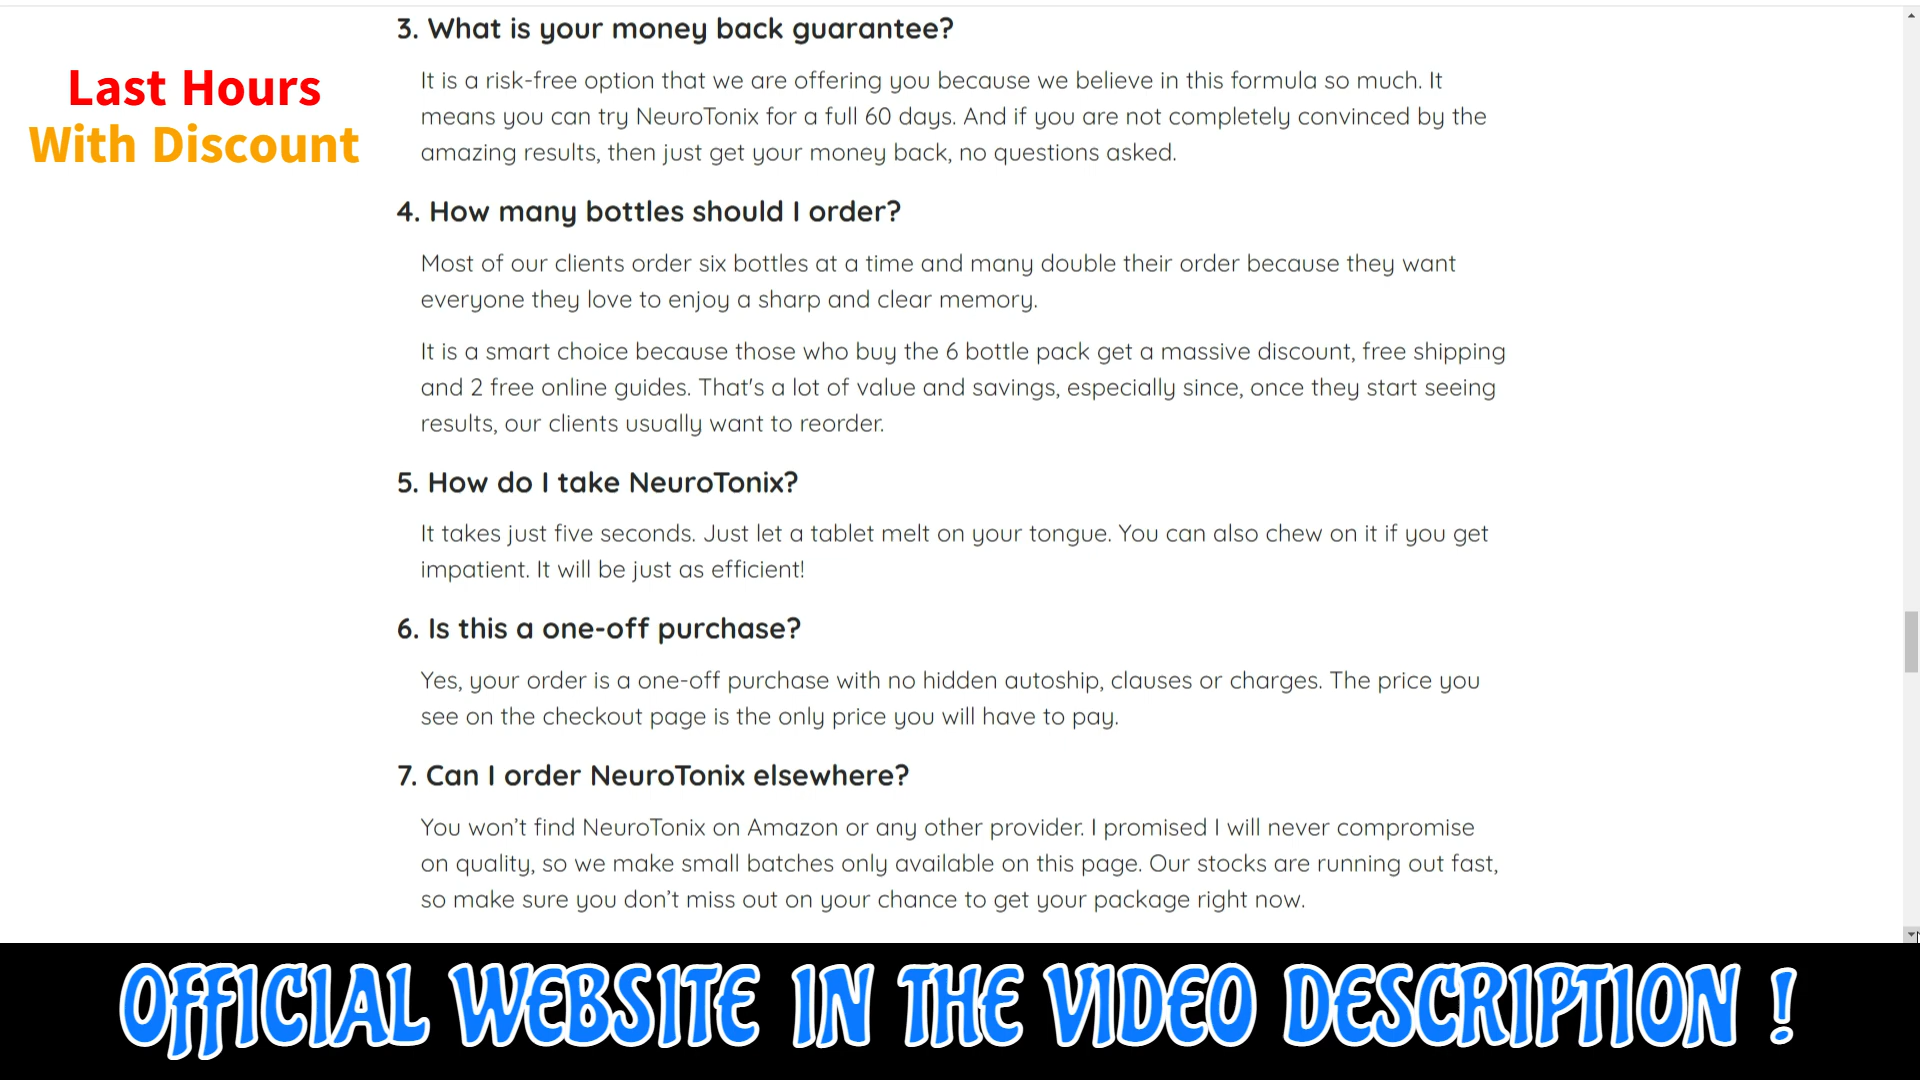 3. What is your money back guarantee?
Last Hours
With Discount
It is a risk-free option that we are offering you because we believe in this formula so much. It
means you can try NeuroTonix for a full 60 days. And if you are not completely convinced by the
amazing results, then just get your money back, no questions asked.
4. How many bottles should I order?
Most of our clients order six bottles at a time and many double their order because they want
everyone they love to enjoy a sharp and clear memory.
It is a smart choice because those who buy the 6 bottle pack get a massive discount, free shipping
and 2 free online guides. That's a lot of value and savings, especially since, once they start seeing
results, our clients usually want to reorder.
5. How do I take NeuroTonix?
It takes just five seconds. Just let a tablet melt on your tongue. You can also chew on it if you get
impatient. It will be just as efficient!
6. Is this a one-off purchase?
Yes, your order is a one-off purchase with no hidden autoship, clauses or charges. The price you
see on the checkout page is the only price you will have to pay.
7. Can I order NeuroTonix elsewhere?
You won’t find NeuroTonix on Amazon or any other provider. I promised I will never compromise
on quality, so we make small batches only available on this page. Our stocks are running out fast,
so make sure you don’t miss out on your chance to get your package right now.
OFFICIAL WEBSITE IN THE VIDEO DESCRIPTION !